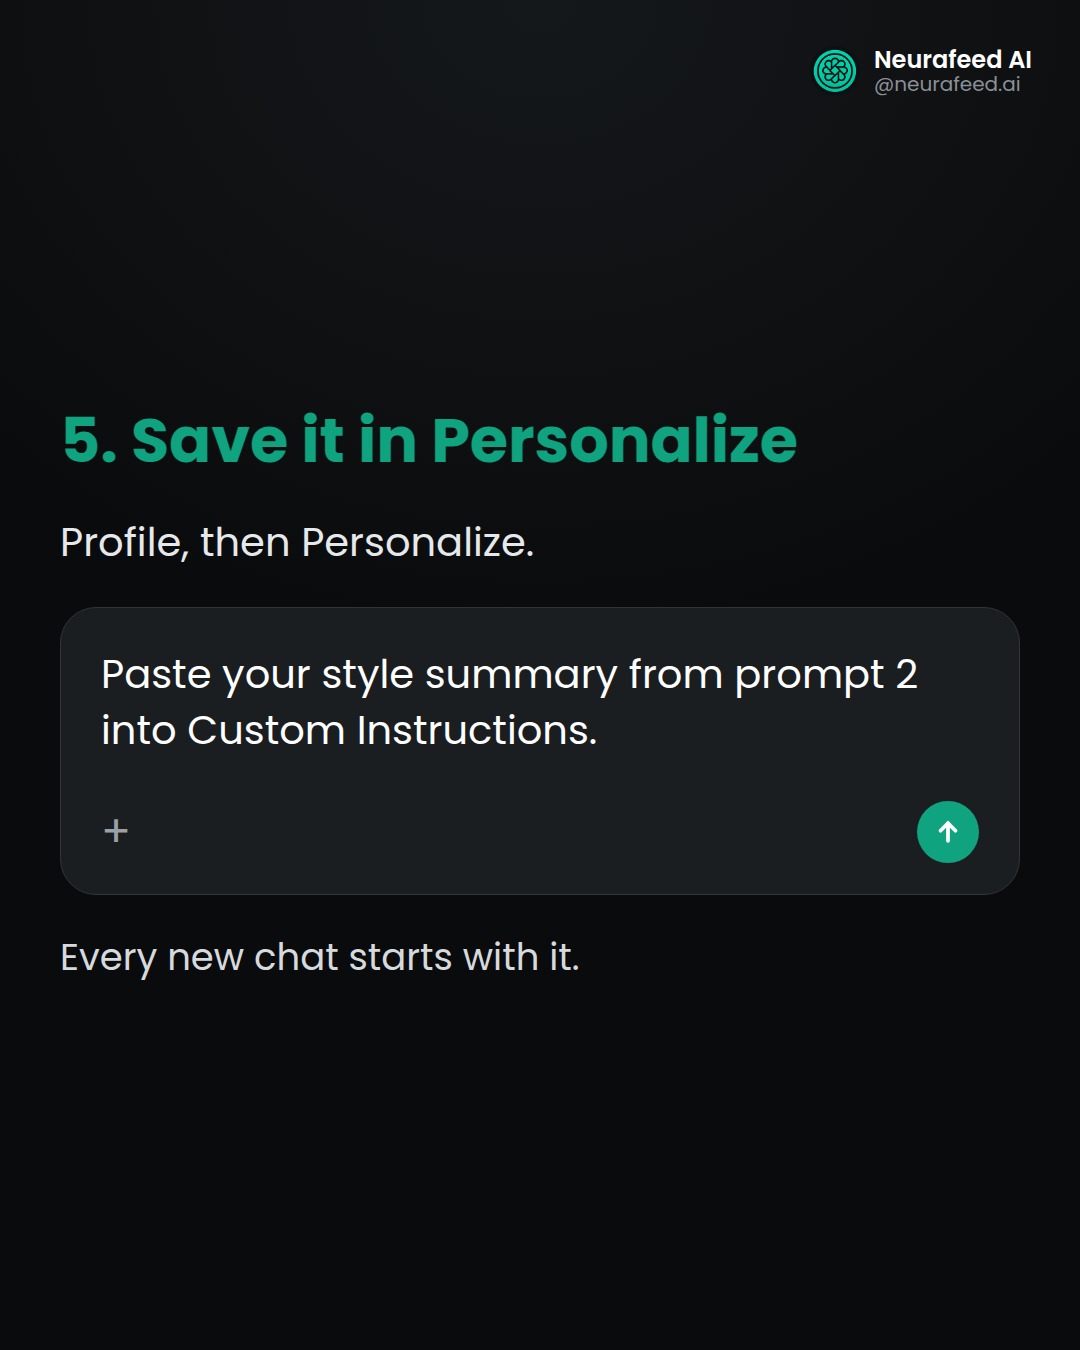 Neurafeed AI
@neurafeed.ai
5. Save it in Personalize
Profile, then Personalize.
Paste your style summary from prompt 2
into Custom Instructions.
+
Every new chat starts with it.